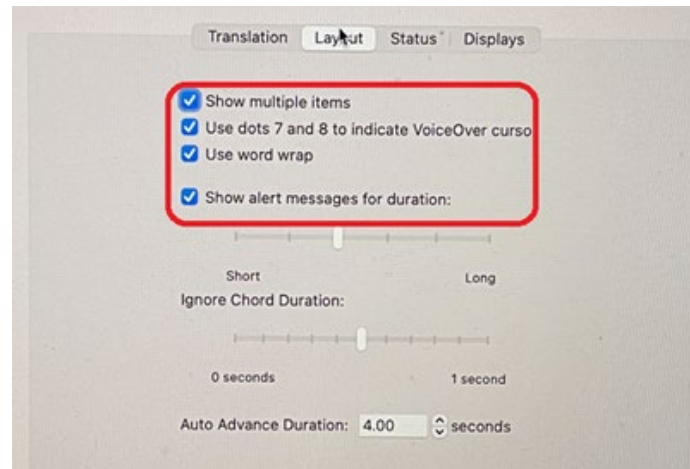 Translation Layout Status Displays
Show multiple items
Use dots 7 and 8 to indicate VoiceOver curso
Use word wrap
Show alert messages for duration:
Short Long
Ignore Chord Duration:
0 seconds 1 second
Auto Advance Duration: 4.00 seconds